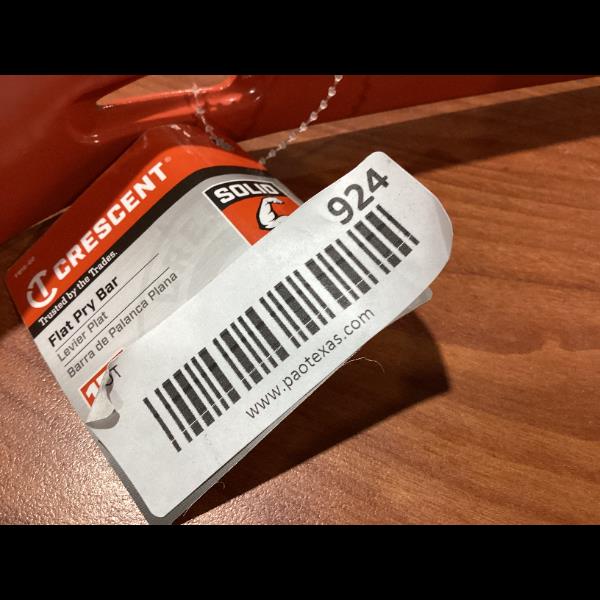 CRESCENT®
Trusted by the Trades.
Flat Pry Bar
Levier Plat
Barra de Palanca Plana
SOLID
924
www.paotexas.com